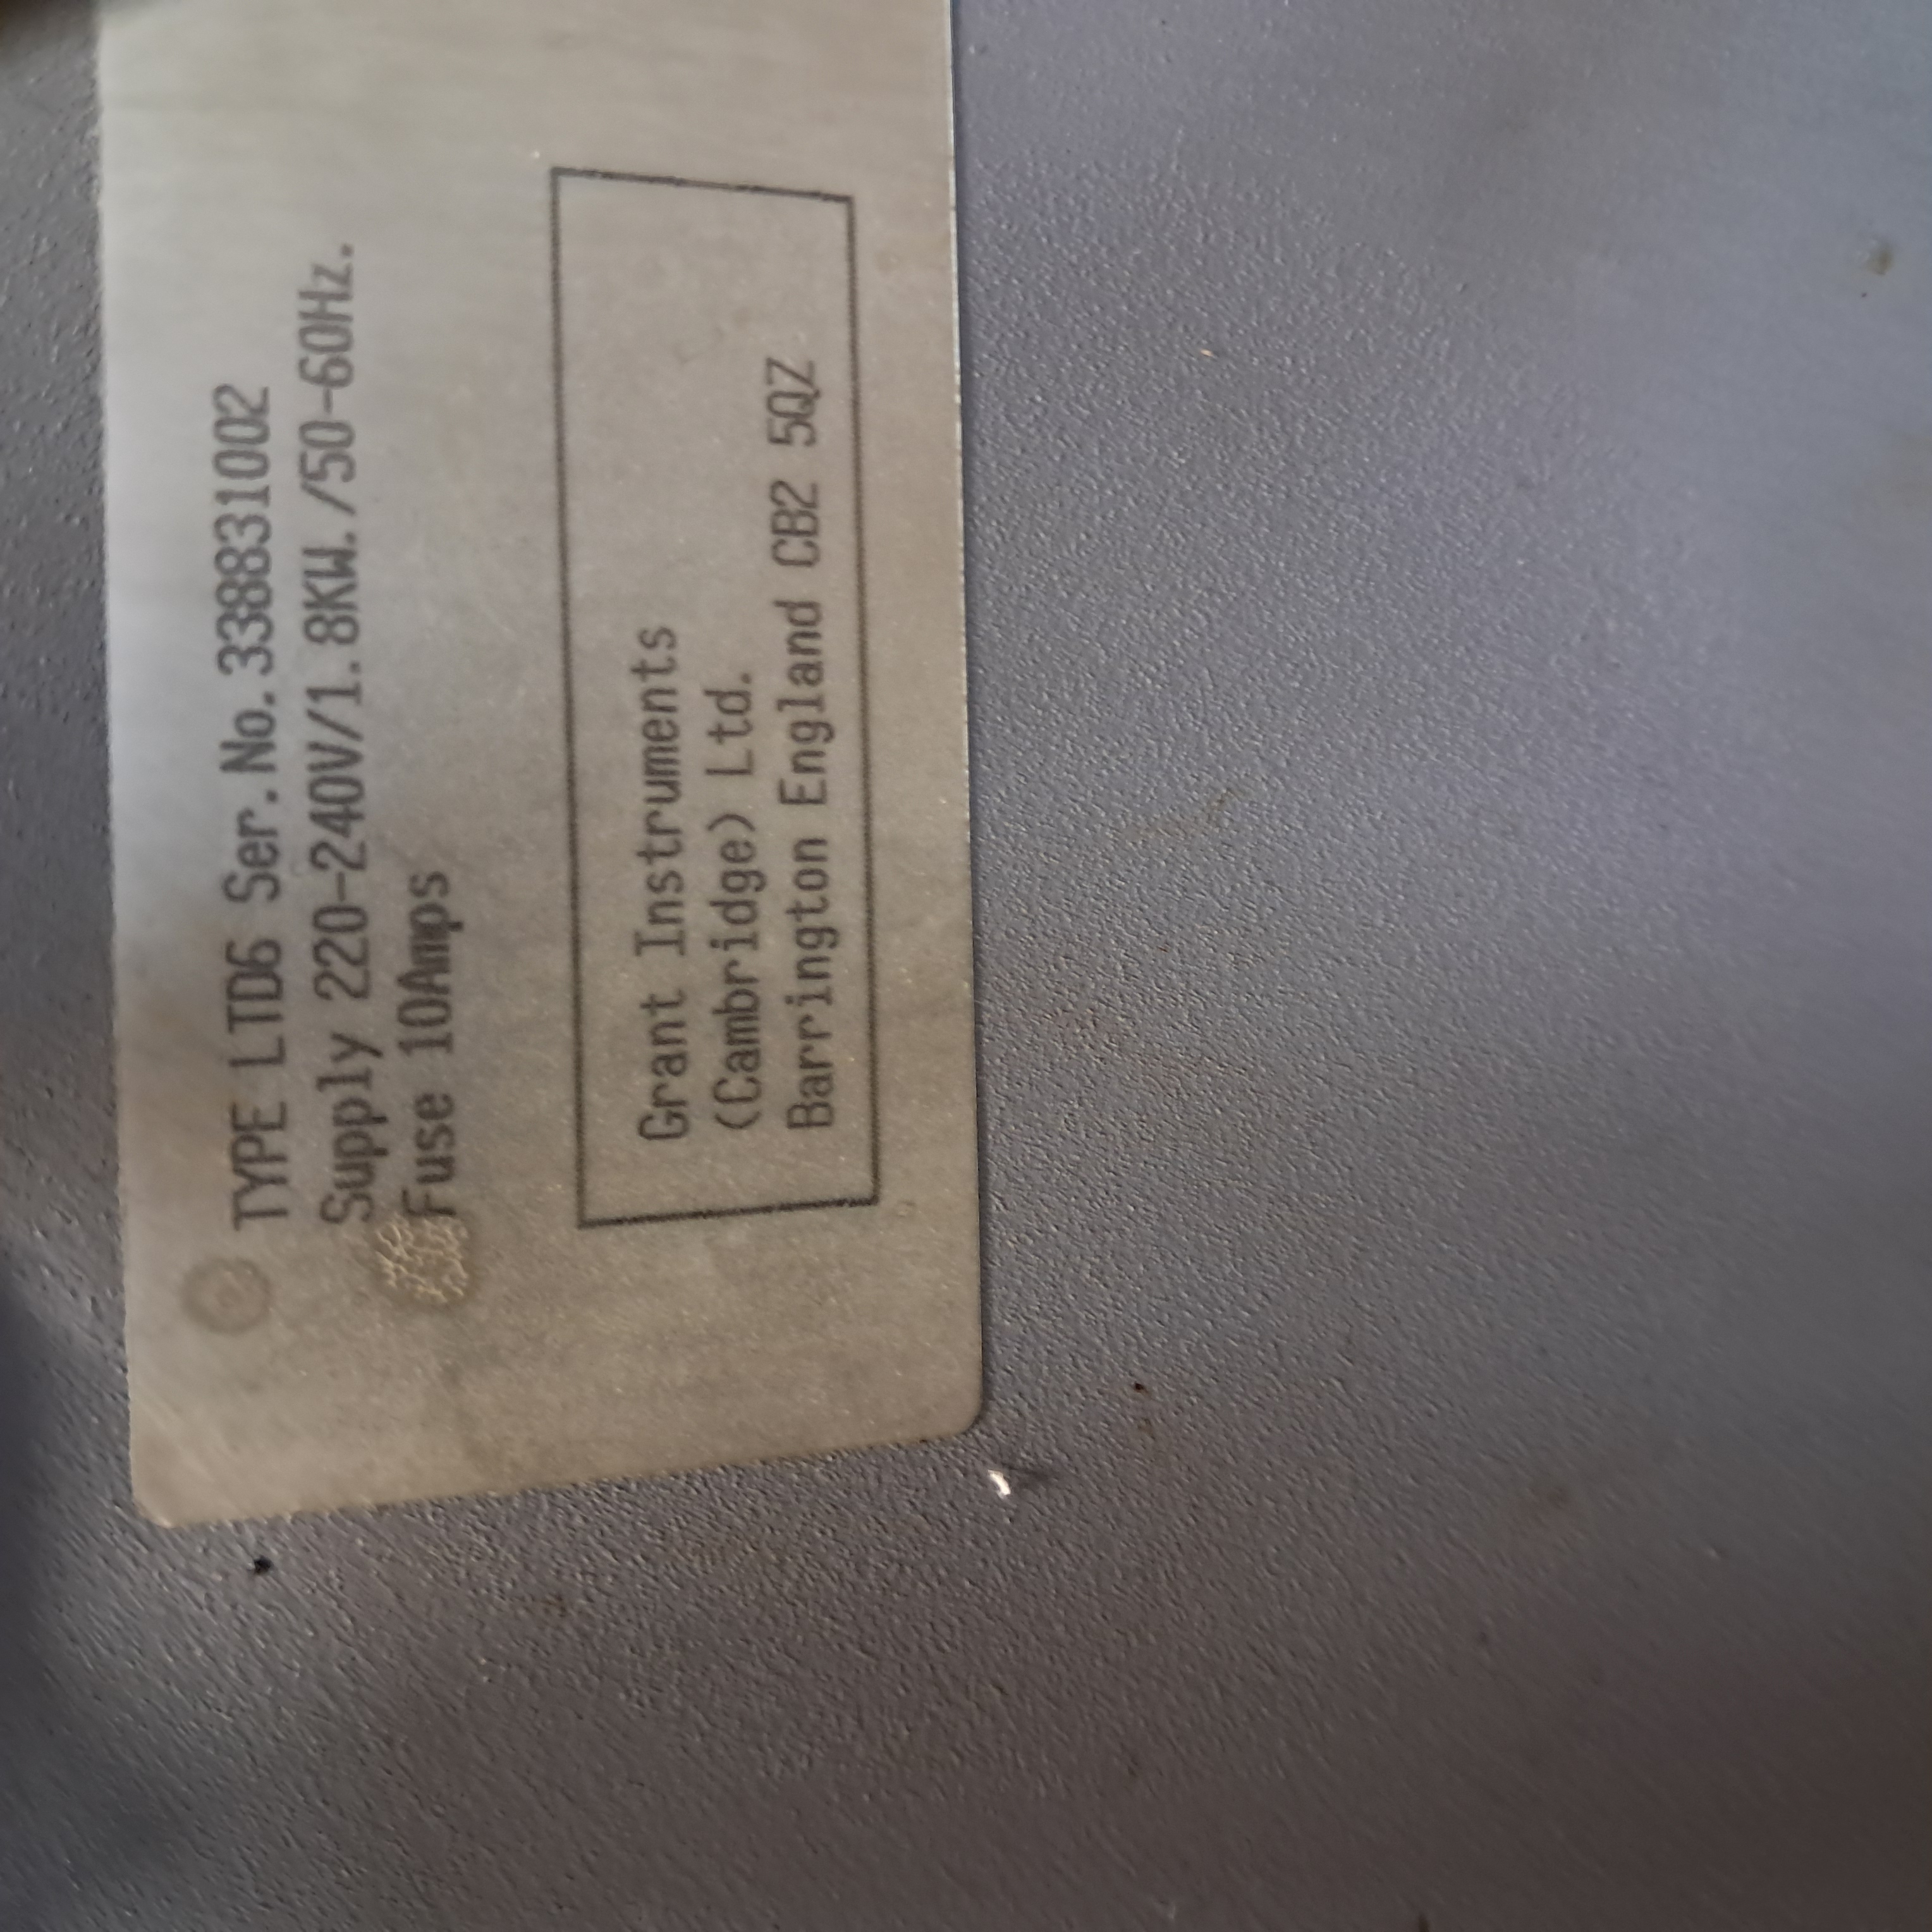 TYPE LTD6 Ser.No.338831002
Supply 220-240V/1.8KW./50-60Hz.
Fuse 10Amps
Grant Instruments
(Cambridge) Ltd.
Barrington England CB2 5QZ